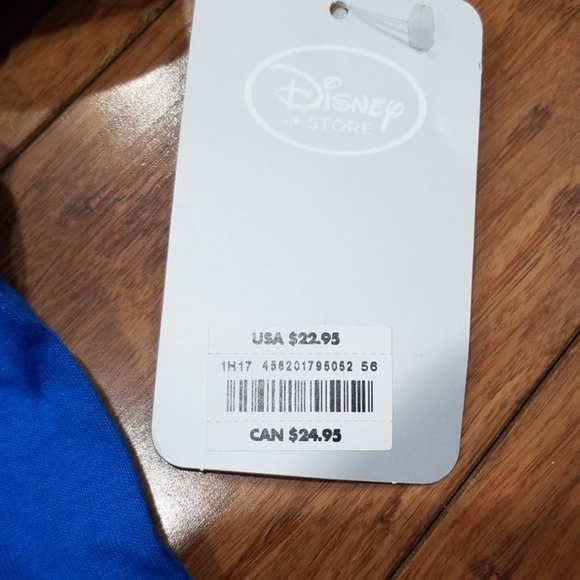 Disney
STORE
USA $22.95
1H17 456201795052 56
CAN $24.95